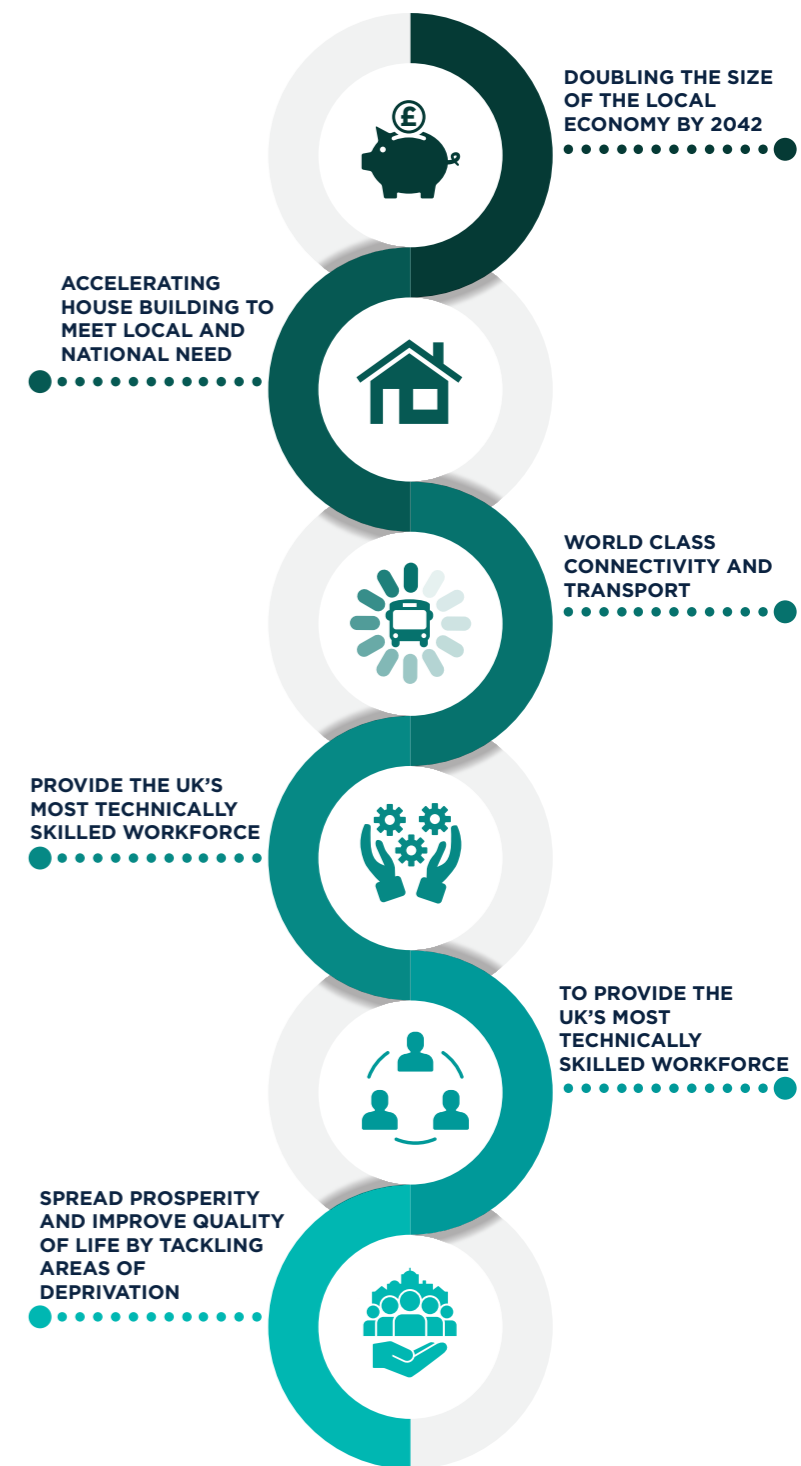 £
DOUBLING THE SIZE
OF THE LOCAL
ECONOMY BY 2042
ACCELERATING
HOUSE BUILDING TO
MEET LOCAL AND
NATIONAL NEED
WORLD CLASS
CONNECTIVITY AND
TRANSPORT
PROVIDE THE UK’S
MOST TECHNICALLY
SKILLED WORKFORCE
TO PROVIDE THE
UK’S MOST
TECHNICALLY
SKILLED WORKFORCE
SPREAD PROSPERITY
AND IMPROVE QUALITY
OF LIFE BY TACKLING
AREAS OF
DEPRIVATION